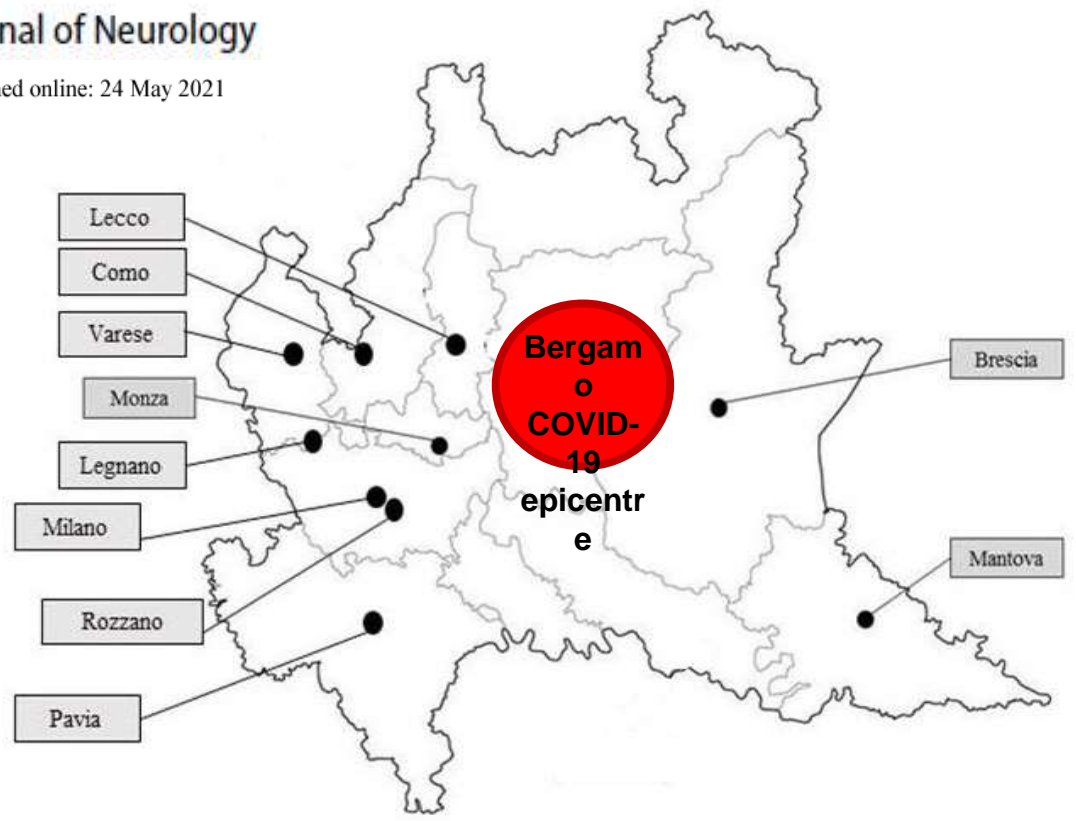 nal of Neurology
ned online: 24 May 2021
Lecco
Como
Varese
Monza
Legnano
Milano
Rozzano
Pavia
Bergam
o
COVID-
19
epicentr
e
Brescia
Mantova